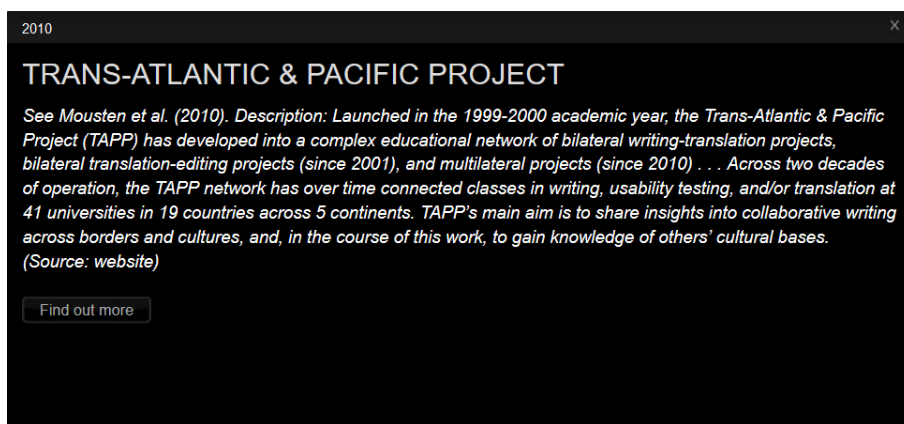 2010
x
TRANS-ATLANTIC & PACIFIC PROJECT
See Mousten et al. (2010). Description: Launched in the 1999-2000 academic year, the Trans-Atlantic & Pacific
Project (TAPP) has developed into a complex educational network of bilateral writing-translation projects,
bilateral translation-editing projects (since 2001), and multilateral projects (since 2010) . . . Across two decades
of operation, the TAPP network has over time connected classes in writing, usability testing, and/or translation at
41 universities in 19 countries across 5 continents. TAPP’s main aim is to share insights into collaborative writing
across borders and cultures, and, in the course of this work, to gain knowledge of others’ cultural bases.
(Source: website)
Find out more